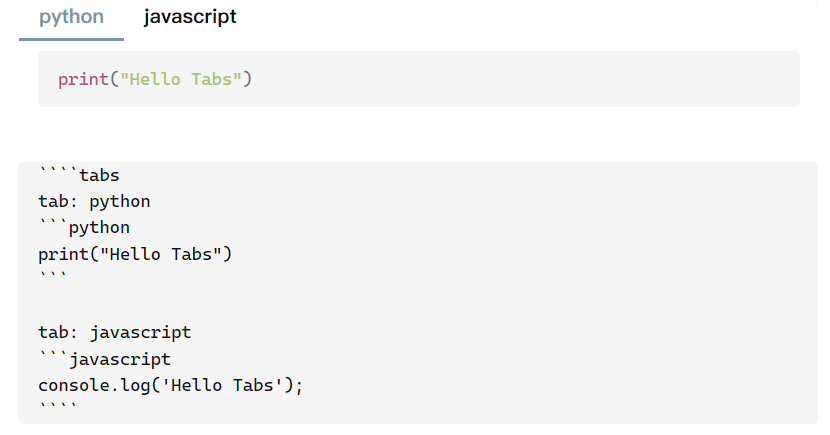 python javascript
print("Hello Tabs")
````tabs
tab: python
```python
print("Hello Tabs")
```
tab: javascript
```javascript
console.log('Hello Tabs');
````